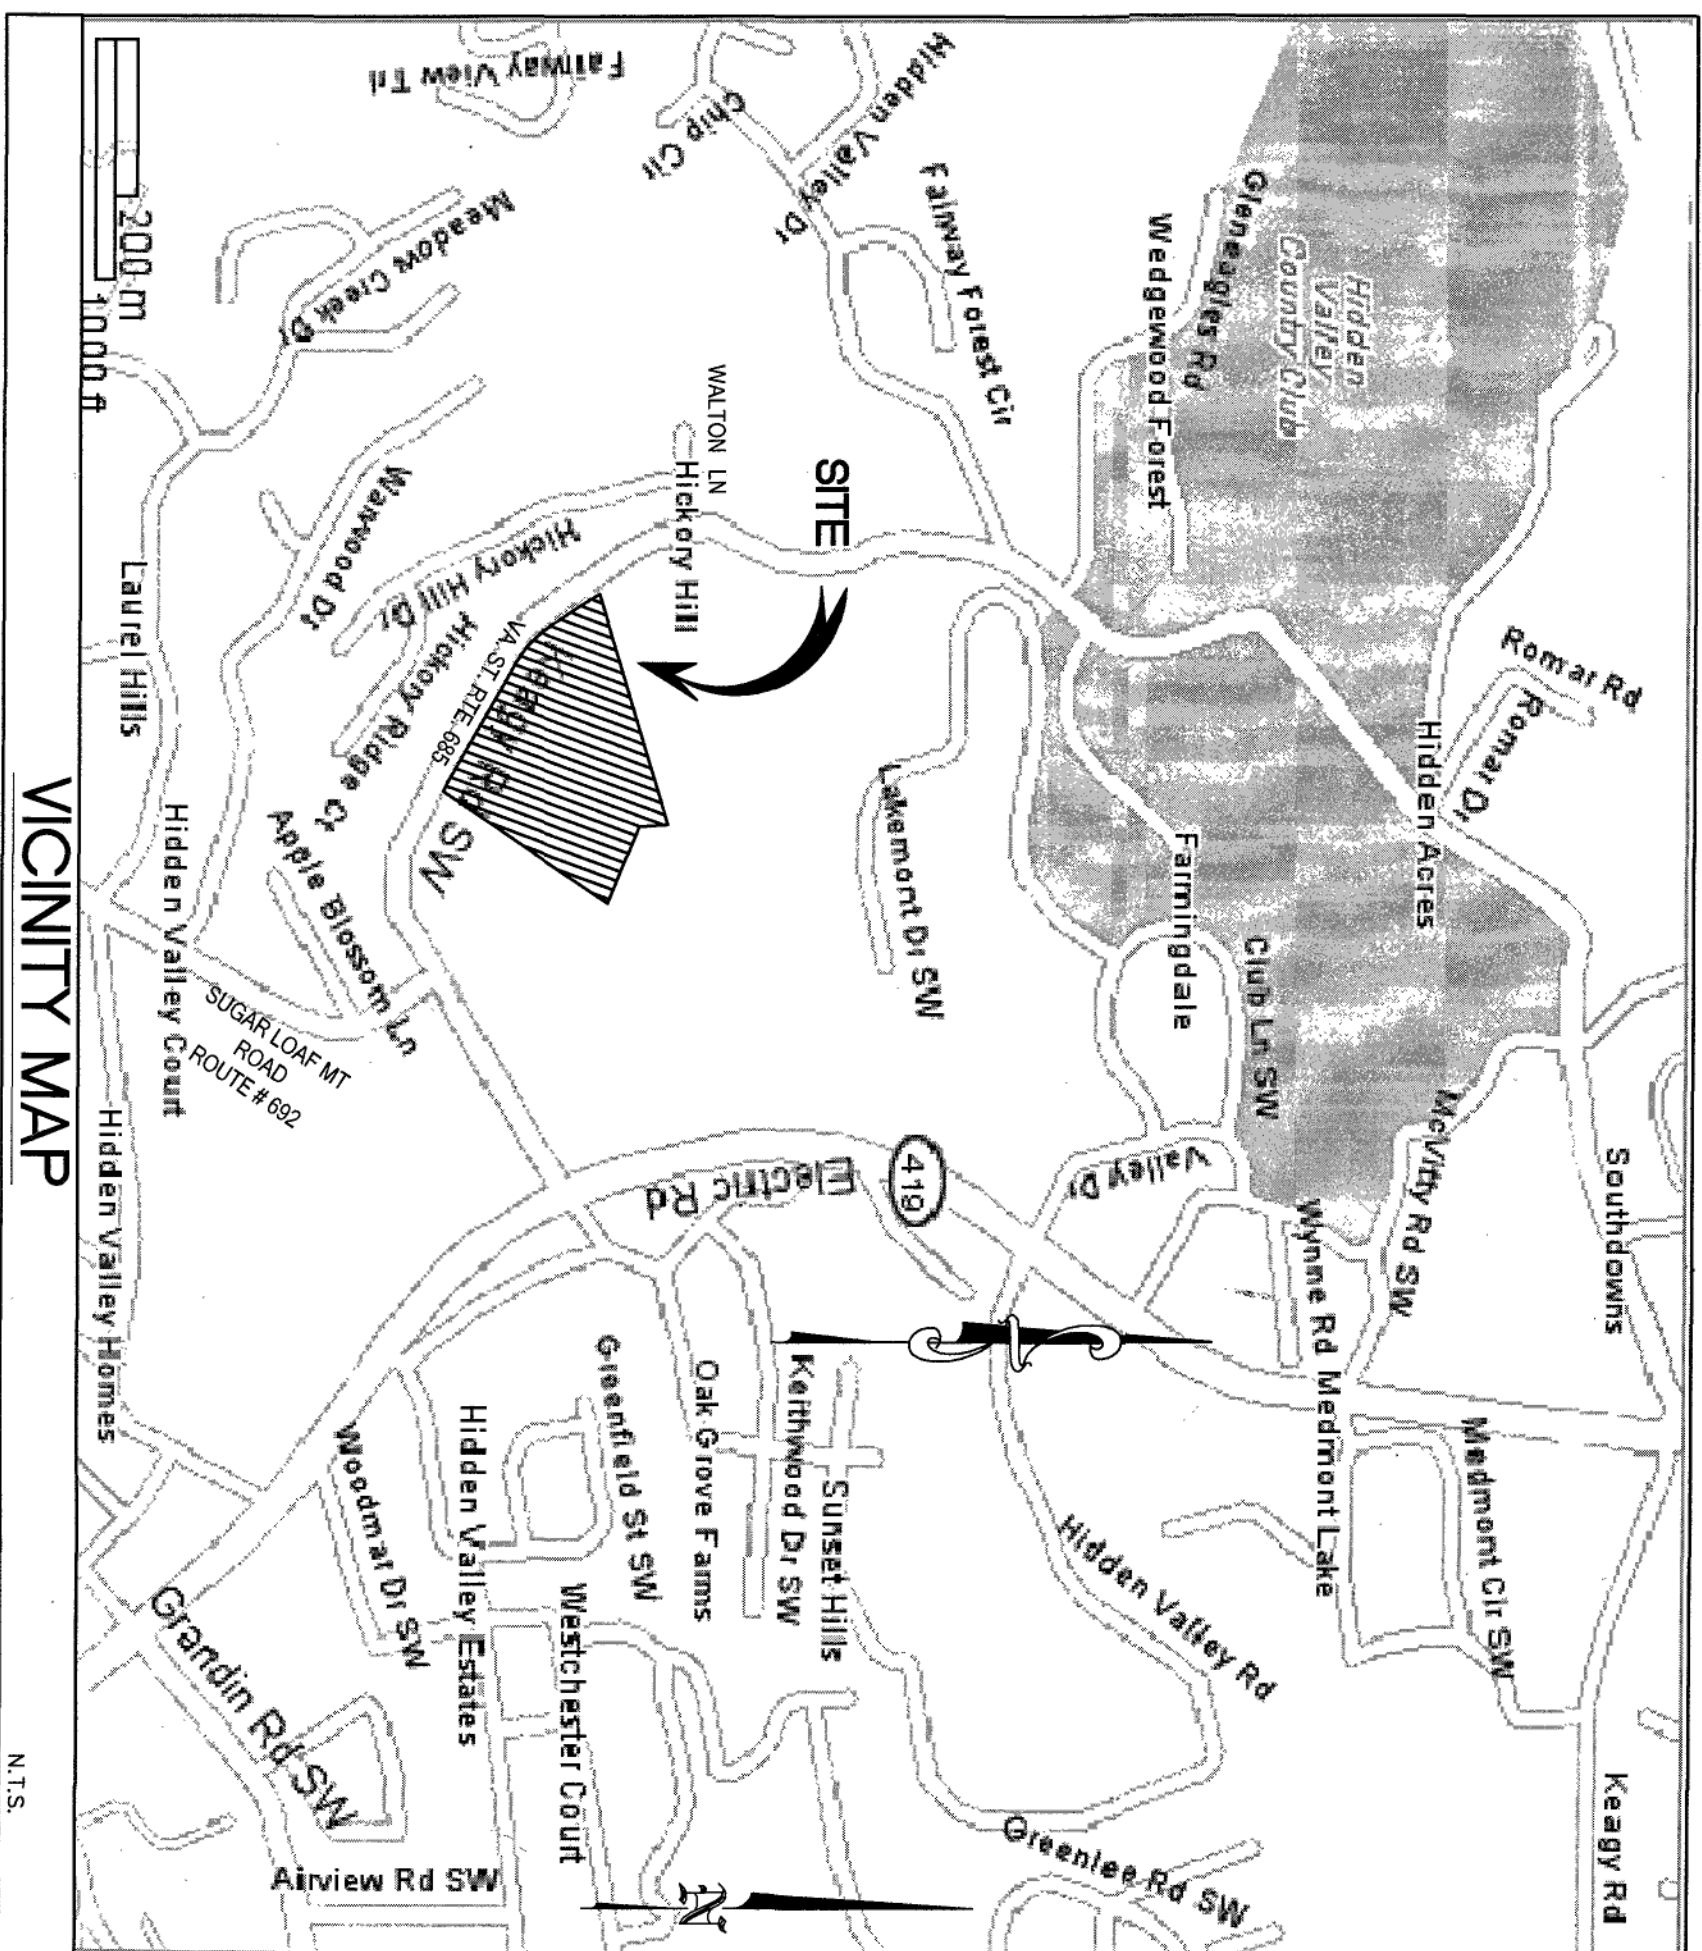 Fairway View Trl
Chip Cir
Hidden Valley Dr
Fairway Forest Cir
Gleneagles Rd
Wedgewood Forest
Hidden
Valley
Country Club
Meadow Creek Dr
200 m
1000 ft
WALTON LN
Hickory Hill
SITE
Warwood Dr
Hickory Hill Dr
Hickory Ridge Ct
VA. ST. RTE. 685
Keagy Rd SW
Laurel Hills
Hidden Valley Court
Apple Blossom Ln
SUGAR LOAF MT
ROAD
ROUTE # 692
Lakemont Dr SW
Farmingdale
Club Ln SW
Hidden Acres
Romar Rd
Romar Dr
McVitty Rd SW
Southdowns
Valley Dr
419
Electric Rd
Wynne Rd
Medmont Lake
Medmont Cir SW
Hidden Valley Homes
Woodmar Dr SW
Hidden Valley Estates
Greenfield St SW
Oak Grove Farms
Keithwood Dr SW
Sunset Hills
Hidden Valley Rd
Westchester Court
Grandin Rd SW
Airview Rd SW
Greenlee Rd SW
Keagy Rd
N
VICINITY MAP
N.T.S.